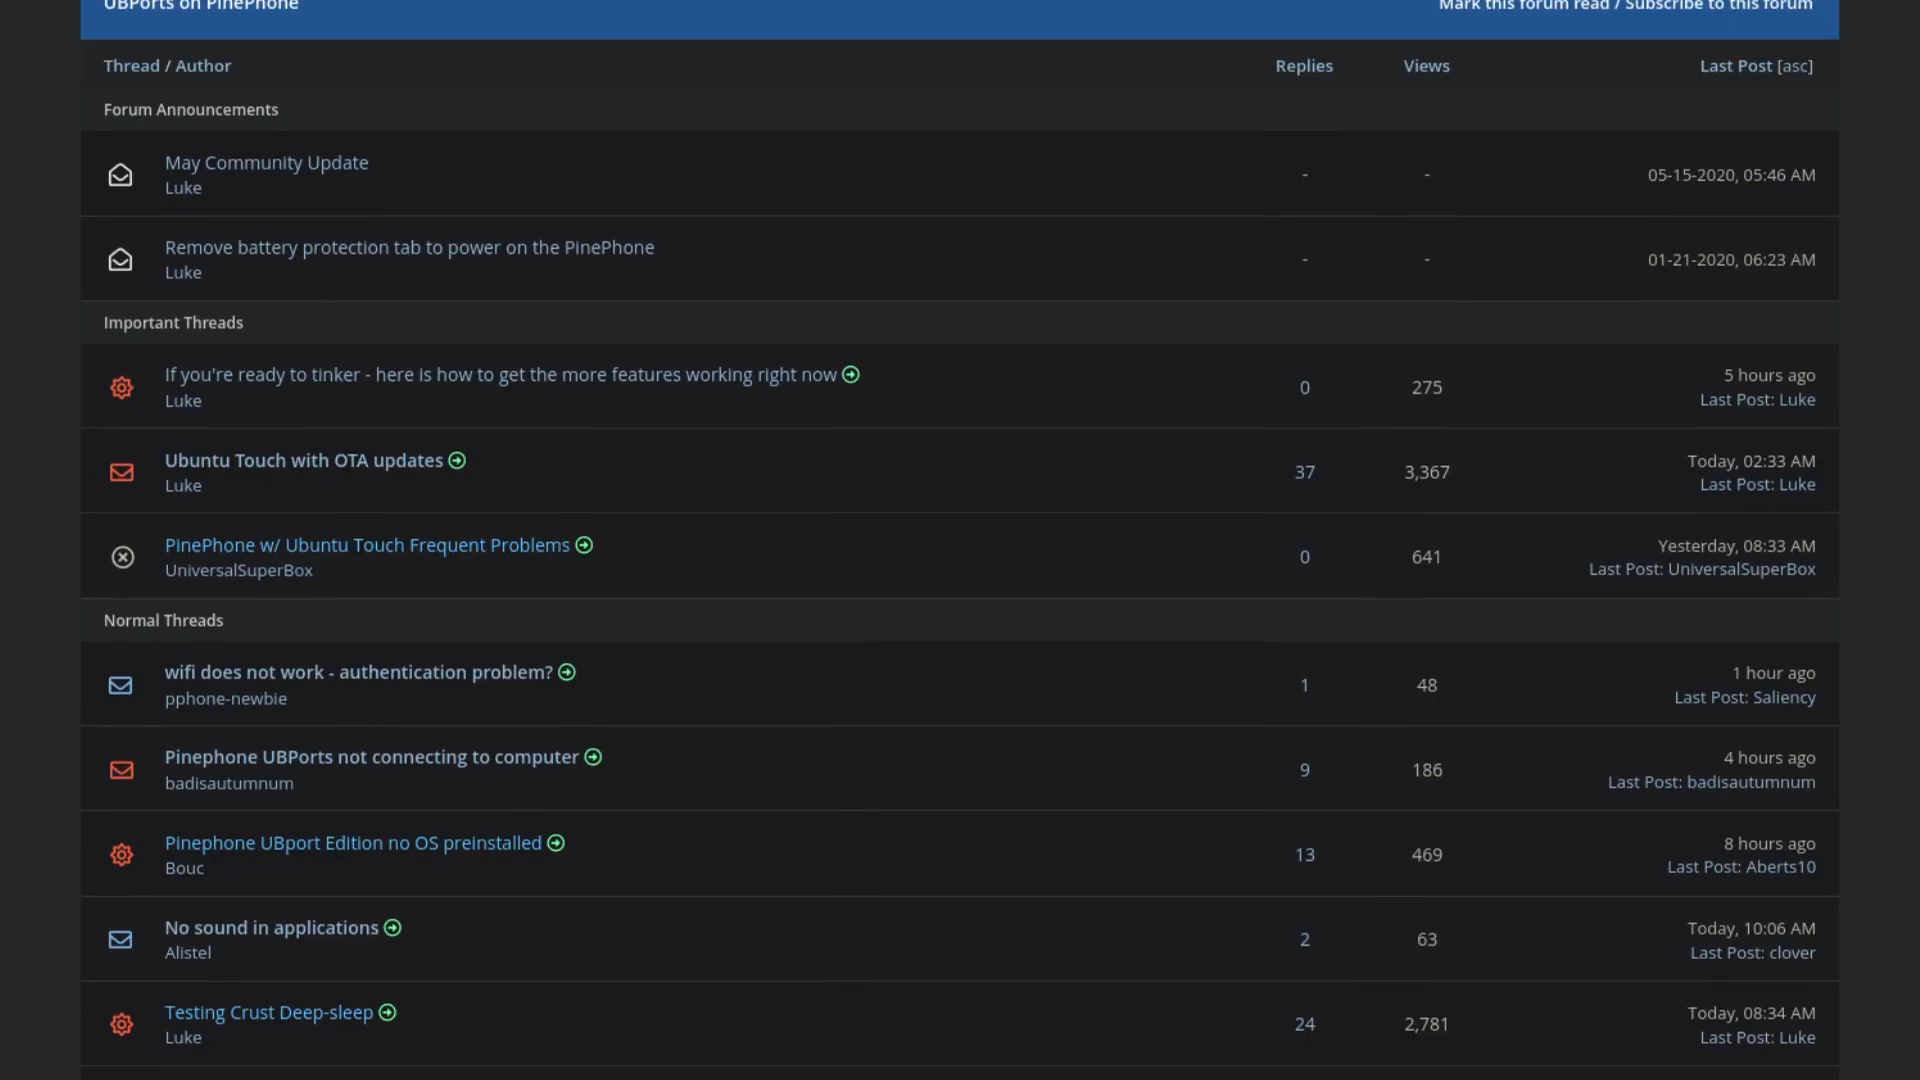 UBPorts on PinePhone
Mark this forum read / Subscribe to this forum
Thread / Author Replies Views Last Post [asc]
Forum Announcements
May Community Update
Luke
- - 05-15-2020, 05:46 AM
Remove battery protection tab to power on the PinePhone
Luke
- - 01-21-2020, 06:23 AM
Important Threads
If you're ready to tinker - here is how to get the more features working right now
Luke
0 275
5 hours ago
Last Post: Luke
Ubuntu Touch with OTA updates
Luke
37 3,367
Today, 02:33 AM
Last Post: Luke
PinePhone w/ Ubuntu Touch Frequent Problems
UniversalSuperBox
0 641
Yesterday, 08:33 AM
Last Post: UniversalSuperBox
Normal Threads
wifi does not work - authentication problem?
pphone-newbie
1 48
1 hour ago
Last Post: Saliency
Pinephone UBPorts not connecting to computer
badisautumnum
9 186
4 hours ago
Last Post: badisautumnum
Pinephone UBport Edition no OS preinstalled
Bouc
13 469
8 hours ago
Last Post: Aberts10
No sound in applications
Alistel
2 63
Today, 10:06 AM
Last Post: clover
Testing Crust Deep-sleep
Luke
24 2,781
Today, 08:34 AM
Last Post: Luke